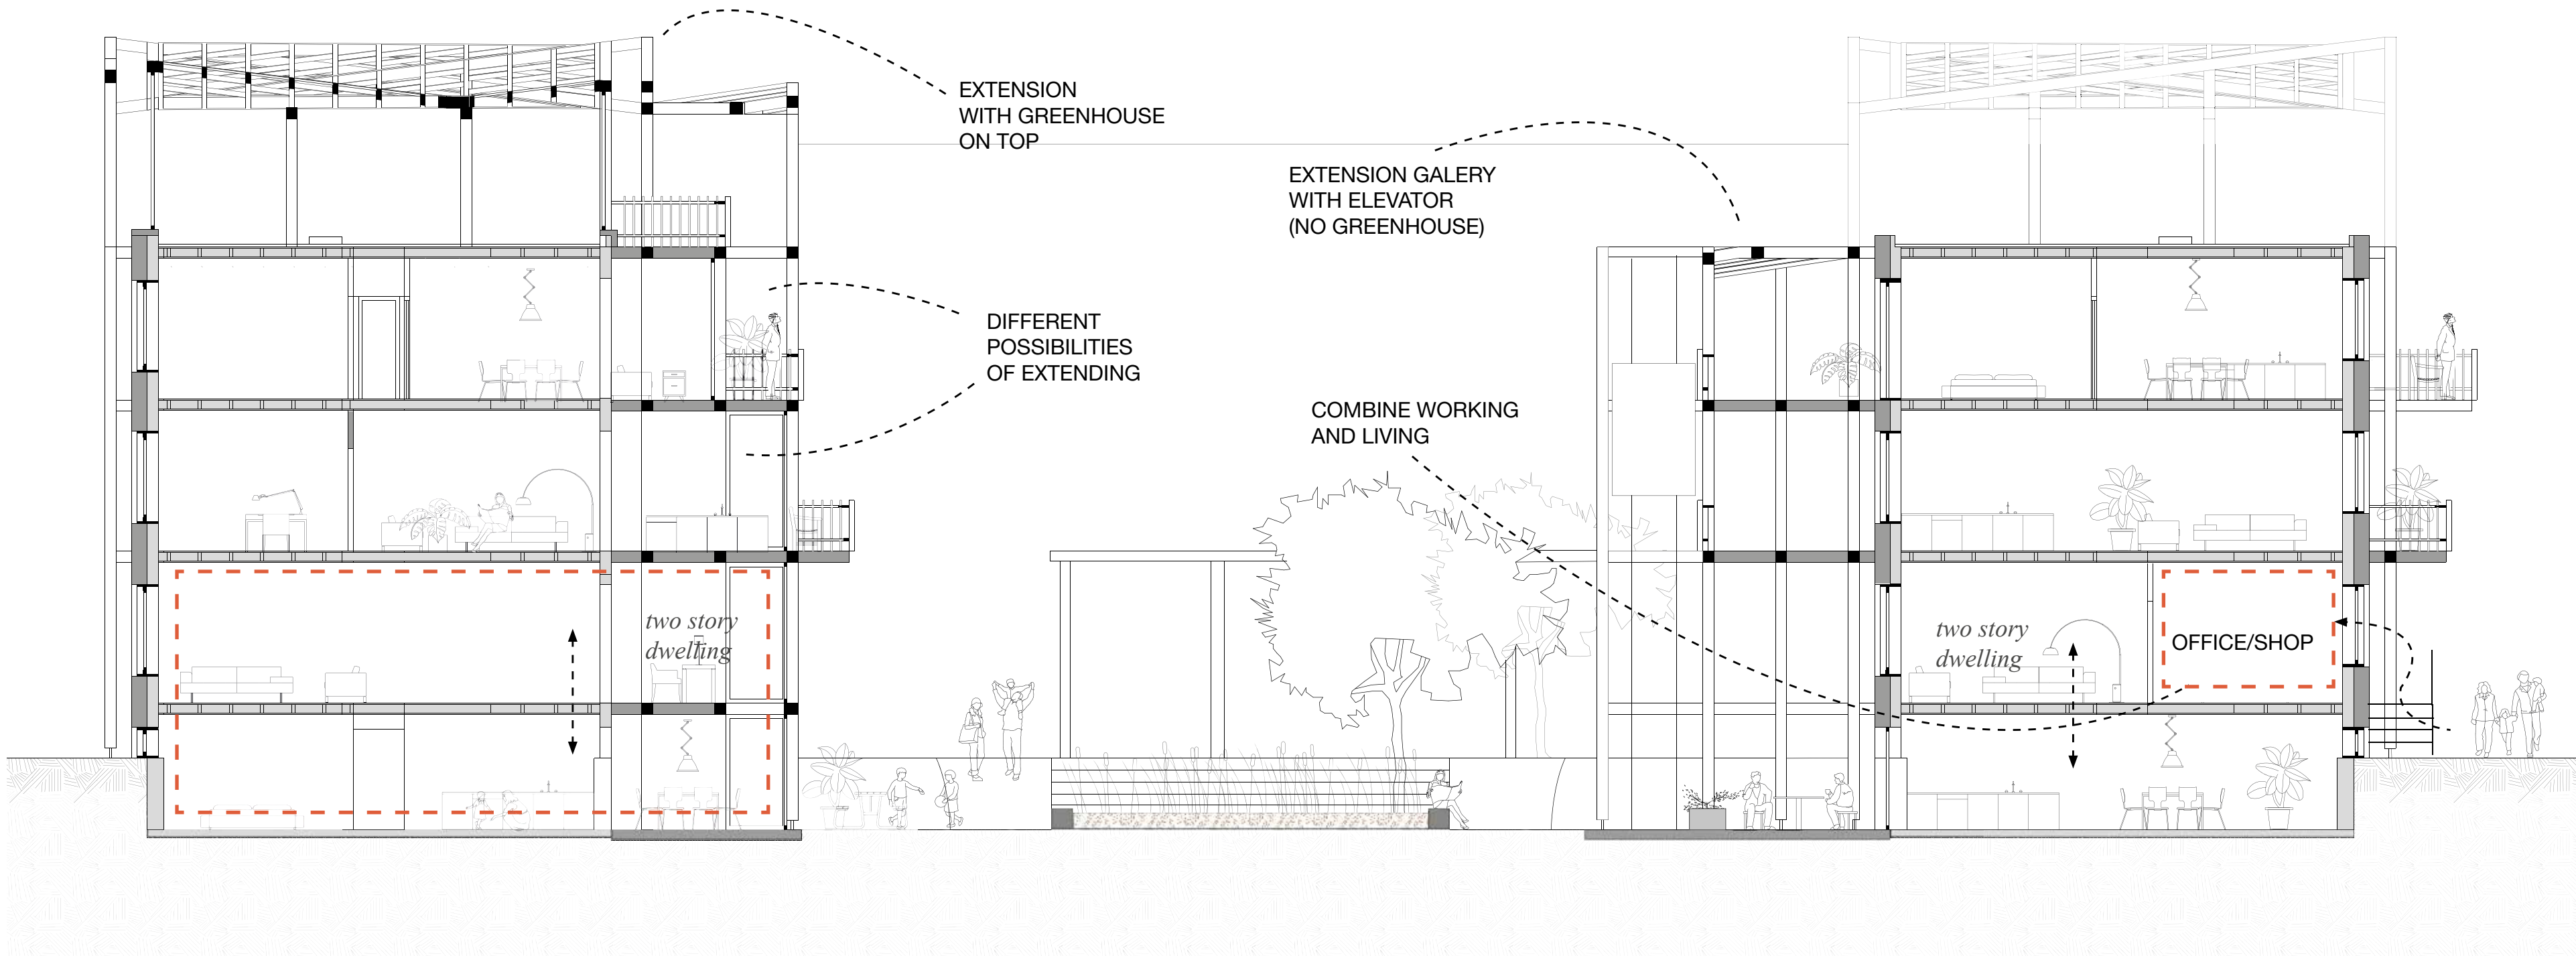 EXTENSION
WITH GREENHOUSE
ON TOP
EXTENSION GALERY
WITH ELEVATOR
(NO GREENHOUSE)
DIFFERENT
POSSIBILITIES
OF EXTENDING
COMBINE WORKING
AND LIVING
two story
dwelling
two story
dwelling
OFFICE/SHOP